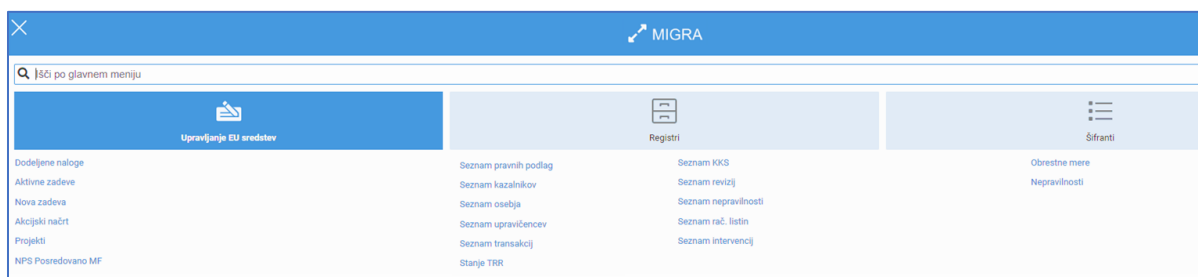 MIGRA
Išči po glavnem meniju
Upravljanje EU sredstev
Dodeljene naloge
Aktivne zadeve
Nova zadeva
Akcijski načrt
Projekti
NPS Posredovano MF
Registri
Seznam pravnih podlag
Seznam kazalnikov
Seznam osebja
Seznam upravičencev
Seznam transakcij
Stanje TRR
Seznam KKS
Seznam revizij
Seznam nepravilnosti
Seznam rač. listin
Seznam intervencij
Šifranti
Obrestne mere
Nepravilnosti